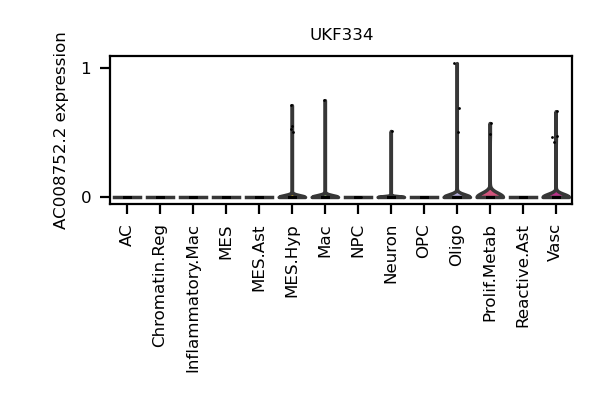 UKF334
AC008752.2 expression
1
0
AC
Chromatin.Reg
Inflammatory.Mac
MES
MES.Ast
MES.Hyp
Mac
NPC
Neuron
OPC
Oligo
Prolif.Metab
Reactive.Ast
Vasc